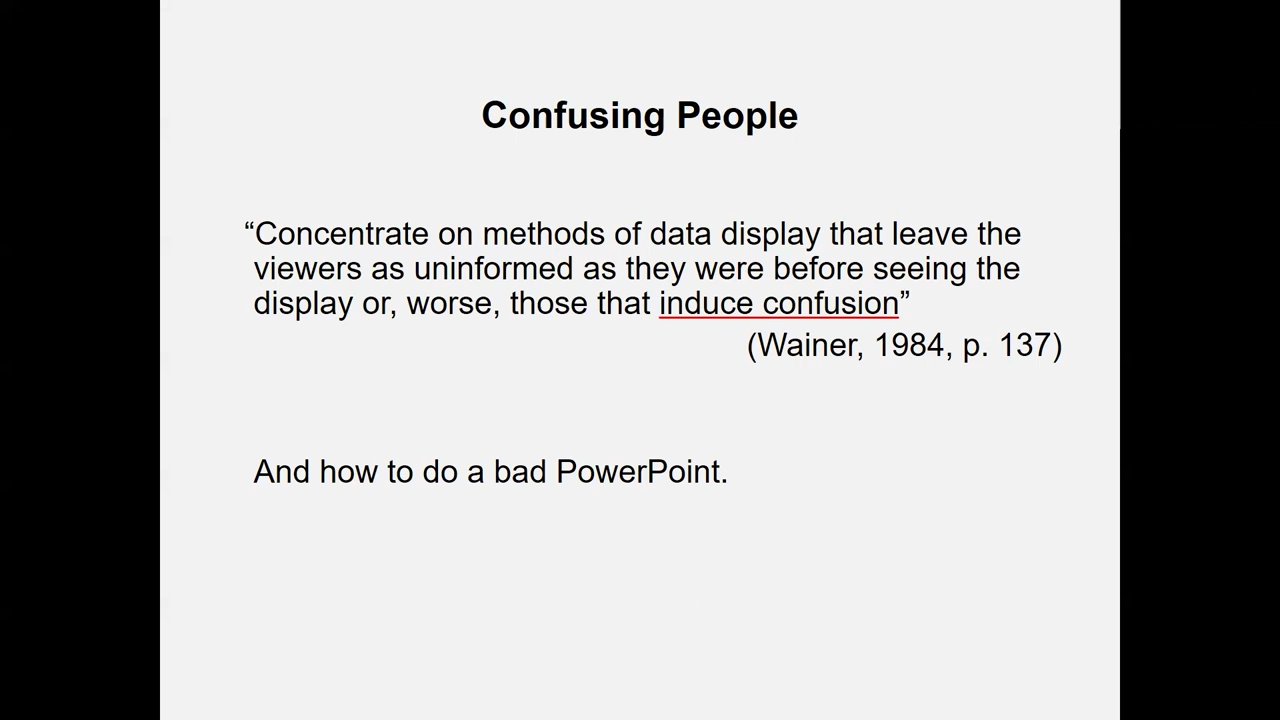 Confusing People
“Concentrate on methods of data display that leave the
viewers as uninformed as they were before seeing the
display or, worse, those that induce confusion”
(Wainer, 1984, p. 137)
And how to do a bad PowerPoint.